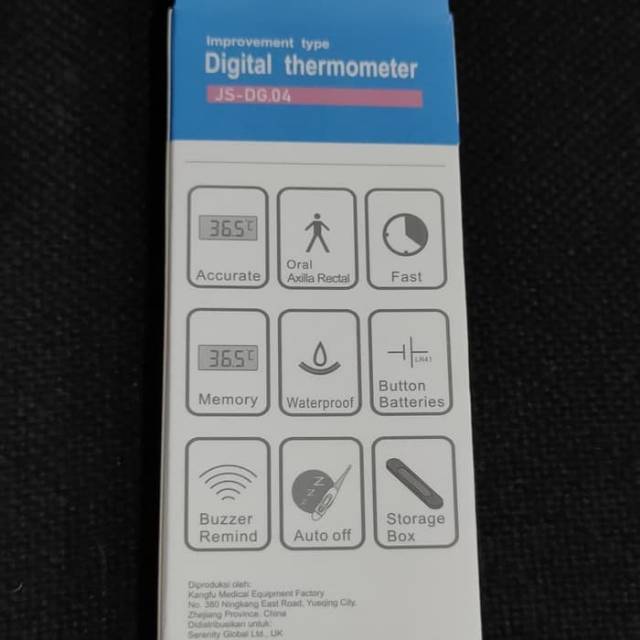 Improvement type
Digital thermometer
JS-DG.04
36.5°C
Accurate
Oral
Axilla Rectal
Fast
36.5°C
Memory
Waterproof
LR41
Button
Batteries
Buzzer
Remind
Z
Z
Z
Auto off
Storage
Box
Diproduksi oleh:
Kangfu Medical Equipment Factory
No. 380 Ningkang East Road, Yueqing City.
Zhejiang Province. China
Didistribusikan untuk:
Serenity Global Ltd., UK